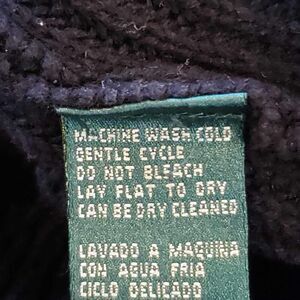 MACHINE WASH COLD
GENTLE CYCLE
DO NOT BLEACH
LAY FLAT TO DRY
CAN BE DRY CLEANED
LAVADO A MAQUINA
CON AGUA FRIA
CICLO DELICADO